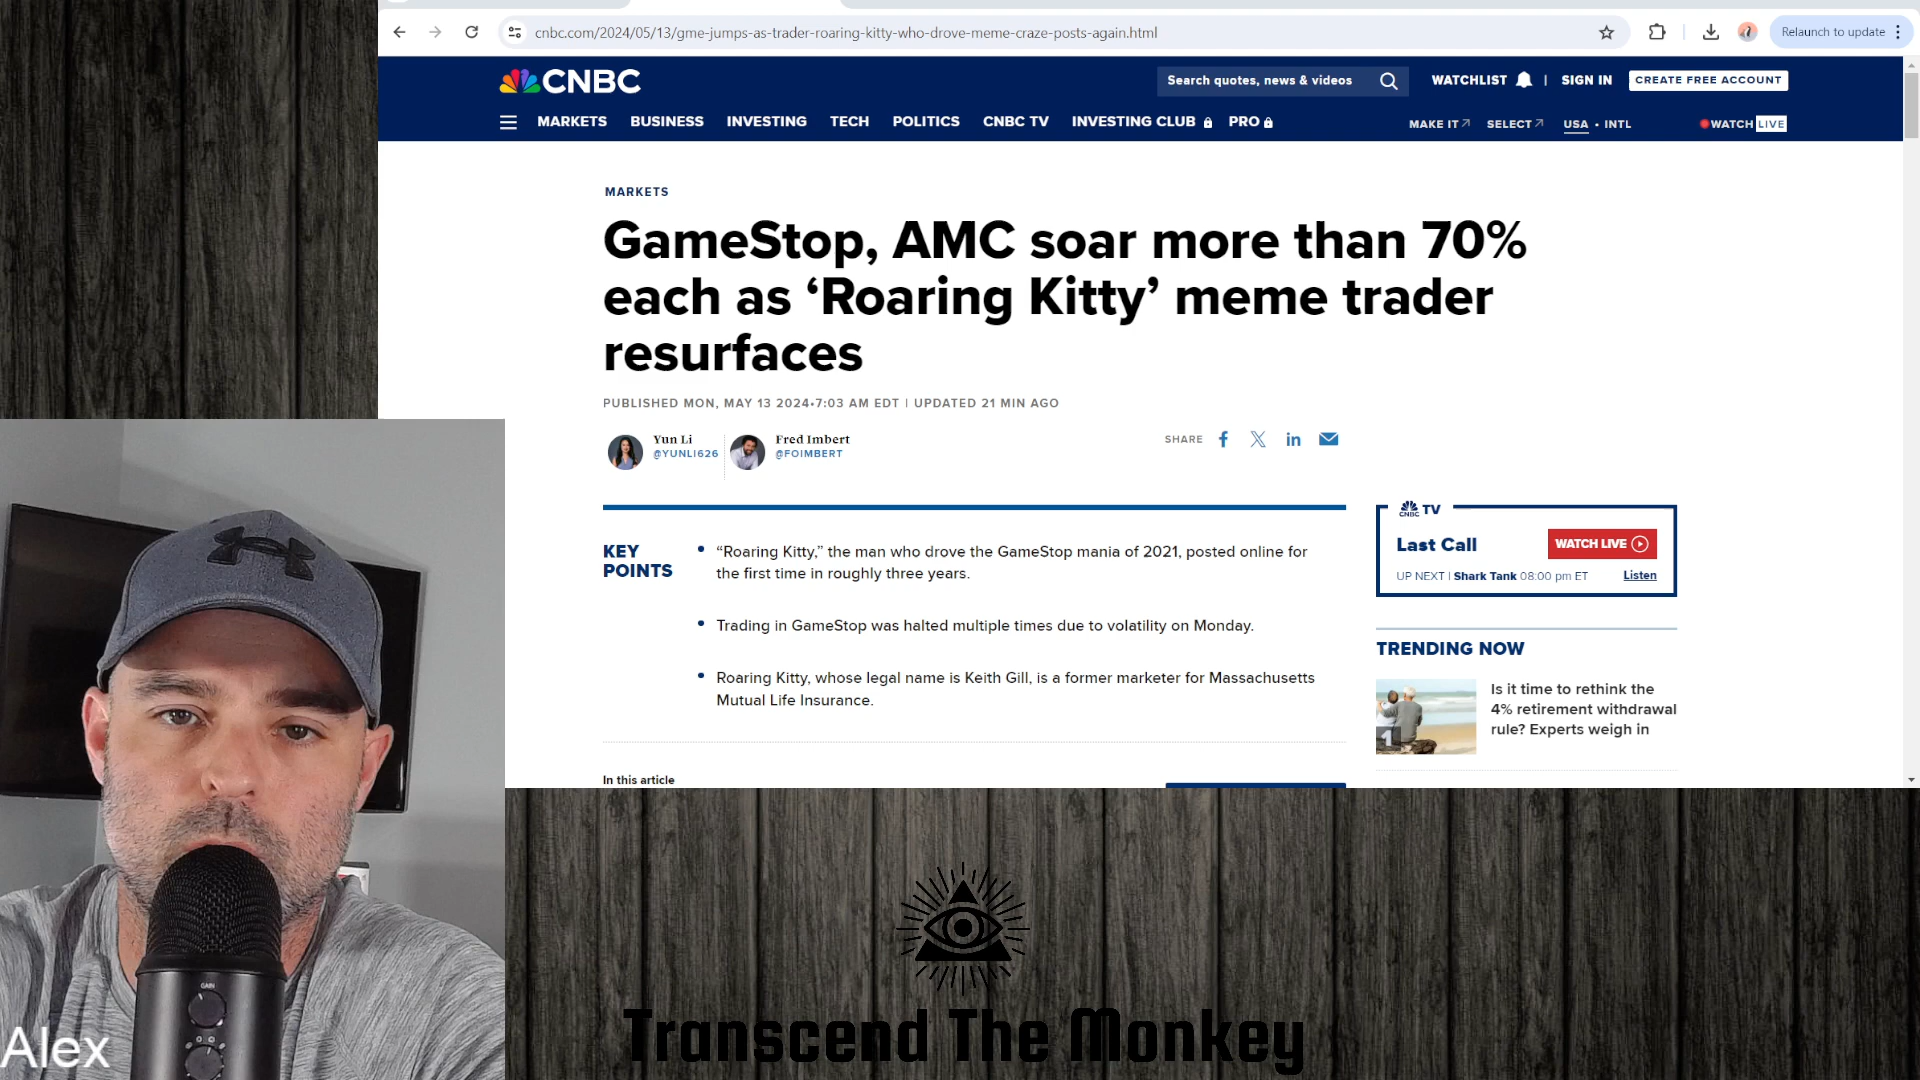 cnbc.com/2024/05/13/gme-jumps-as-trader-roaring-kitty-who-drove-meme-craze-posts-again.html
Relaunch to update
CNBC
Search quotes, news & videos
WATCHLIST | SIGN IN
CREATE FREE ACCOUNT
MARKETS BUSINESS INVESTING TECH POLITICS CNBC TV INVESTING CLUB PRO
MAKE IT SELECT USA • INTL
WATCH LIVE
MARKETS
GameStop, AMC soar more than 70%
each as ‘Roaring Kitty’ meme trader
resurfaces
PUBLISHED MON, MAY 13 2024•7:03 AM EDT | UPDATED 21 MIN AGO
Yun Li
@YUNLI626
Fred Imbert
@FOIMBERT
SHARE
KEY
POINTS
• “Roaring Kitty,” the man who drove the GameStop mania of 2021, posted online for
the first time in roughly three years.
• Trading in GameStop was halted multiple times due to volatility on Monday.
• Roaring Kitty, whose legal name is Keith Gill, is a former marketer for Massachusetts
Mutual Life Insurance.
In this article
CNBC TV
Last Call
WATCH LIVE
UP NEXT | Shark Tank 08:00 pm ET
Listen
TRENDING NOW
Is it time to rethink the
4% retirement withdrawal
rule? Experts weigh in
GAIN
Alex
Transcend The Monkey